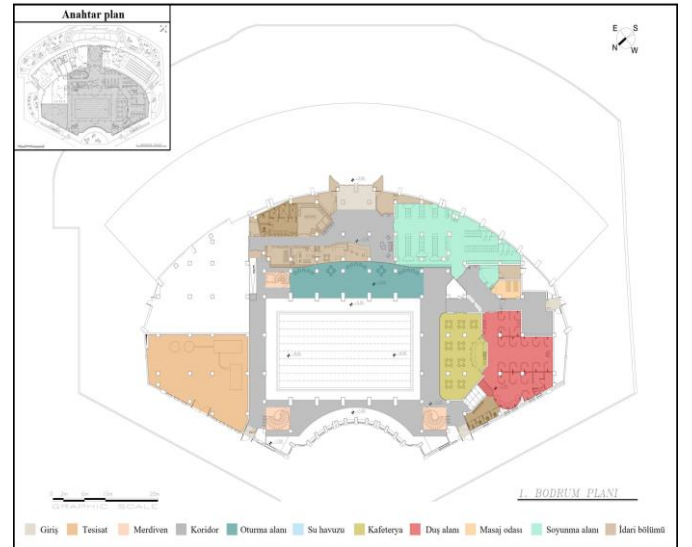 Anahtar plan
E S
N W
1. BODRUM PLANI
GRAPHIC SCALE
Giriş Tesisat Merdiven Koridor Oturma alanı Su havuzu Kafeterya Duş alanı Masaj odası Soyunma alanı İdari bölümü